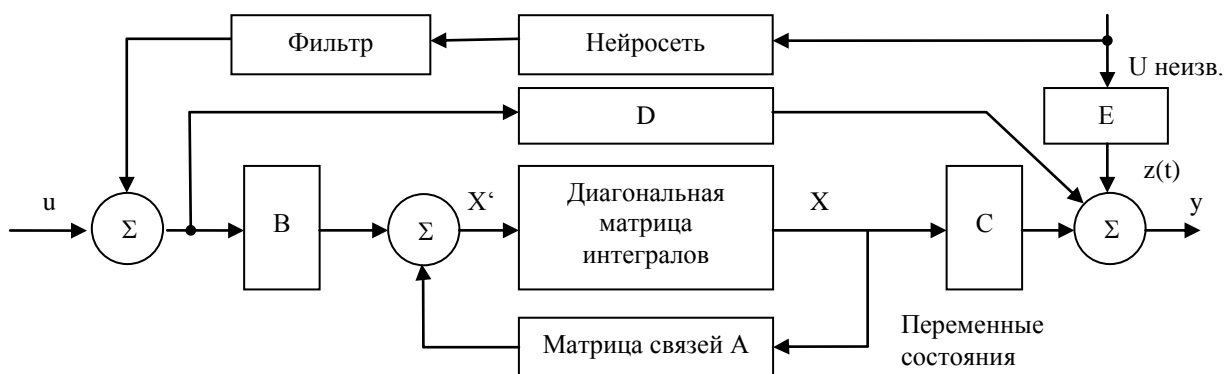 Фильтр
Нейросеть
U неизв.
D
E
z(t)
u
Σ
B
Σ
X‘
Диагональная
матрица
интегралов
X
C
Σ
y
Матрица связей А
Переменные
состояния